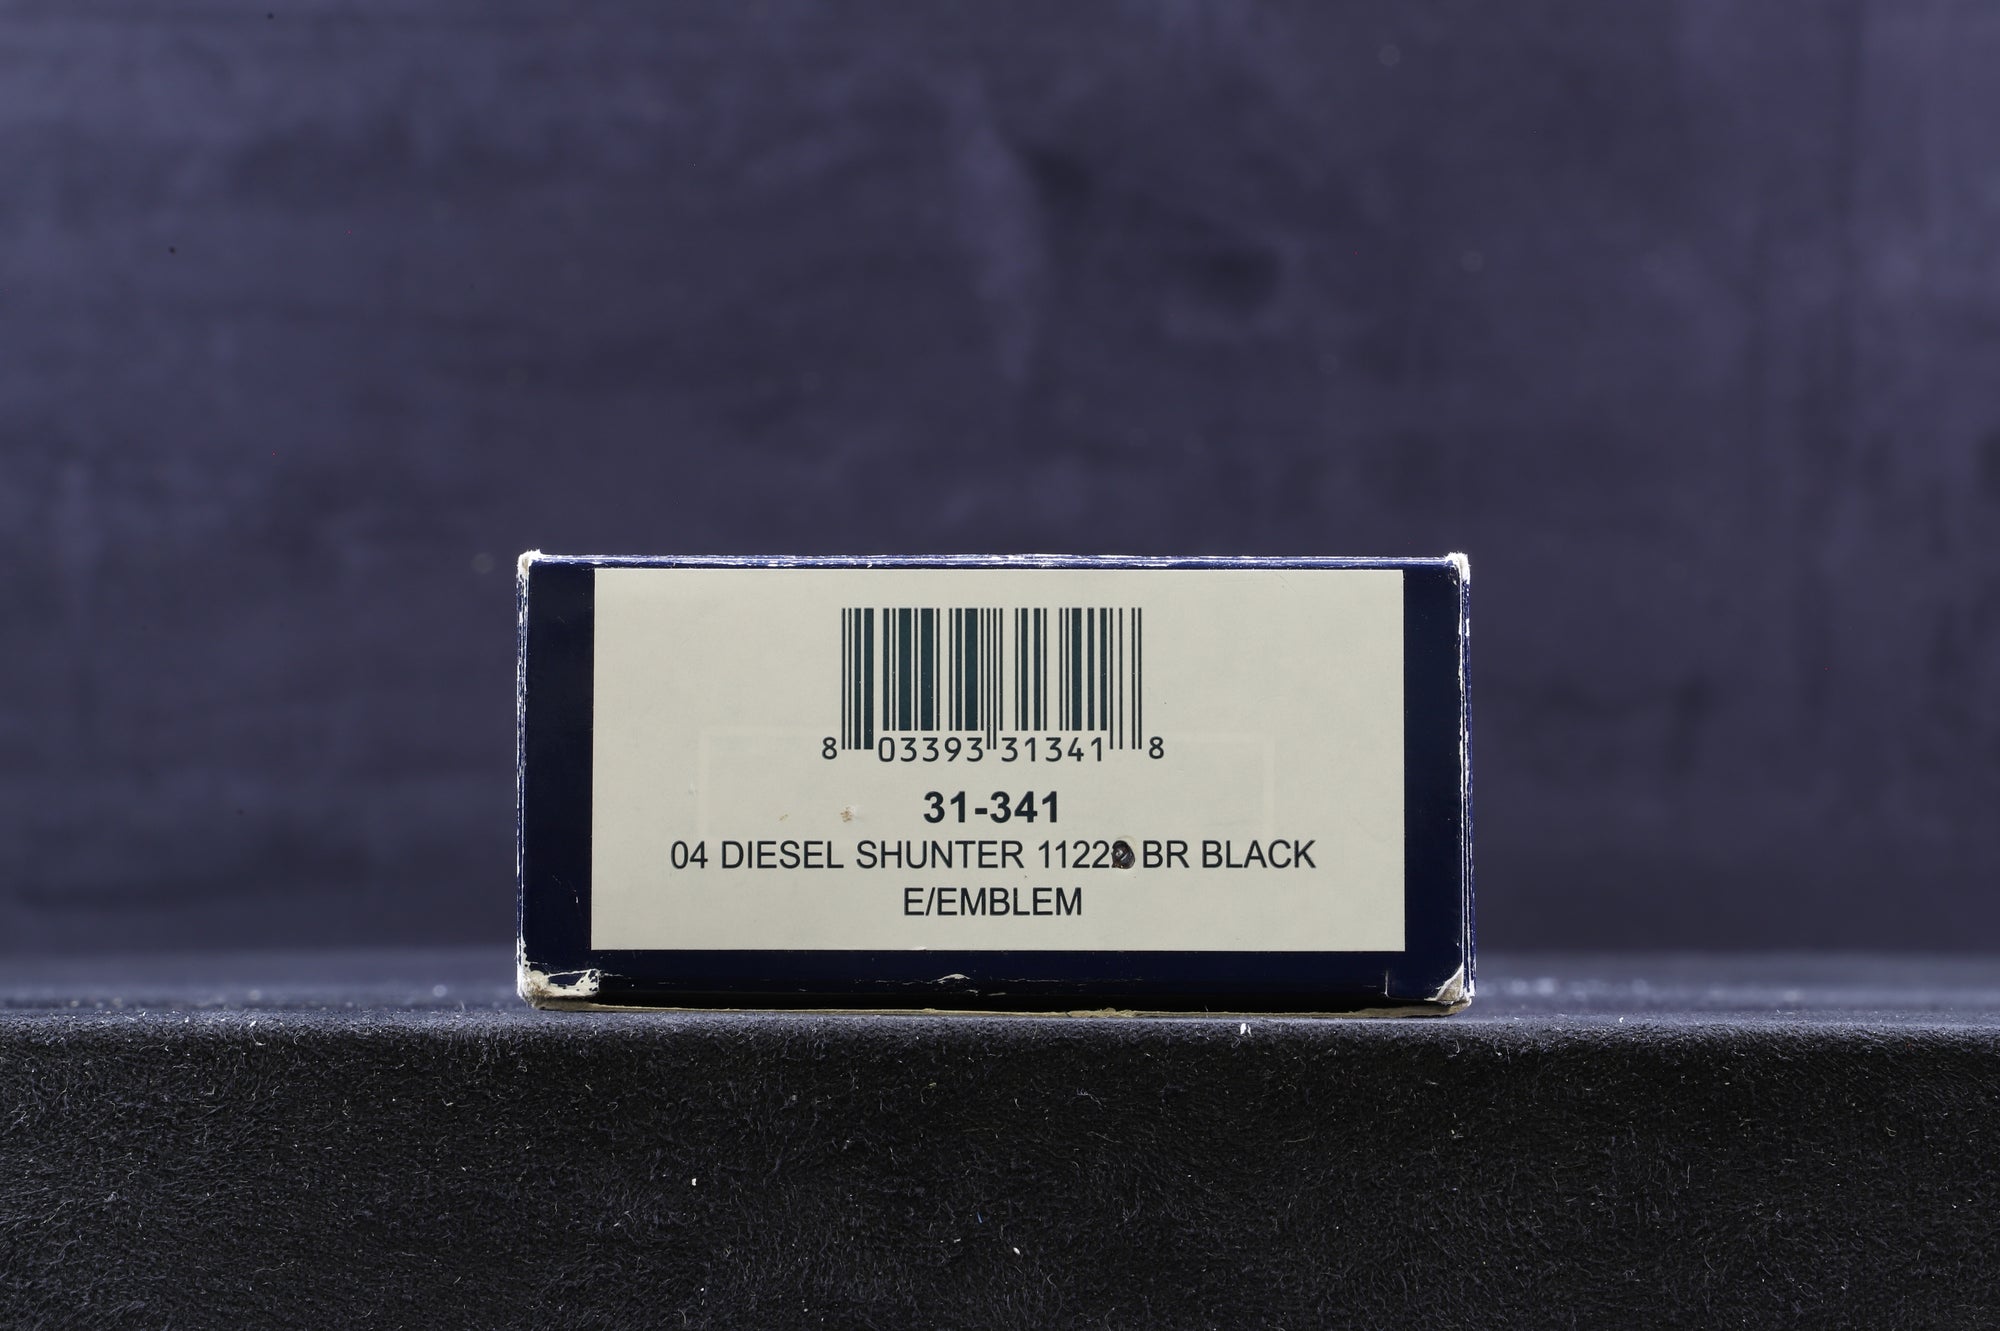 8 03393 31341 8
31-341
04 DIESEL SHUNTER BR BLACK
E/EMBLEM